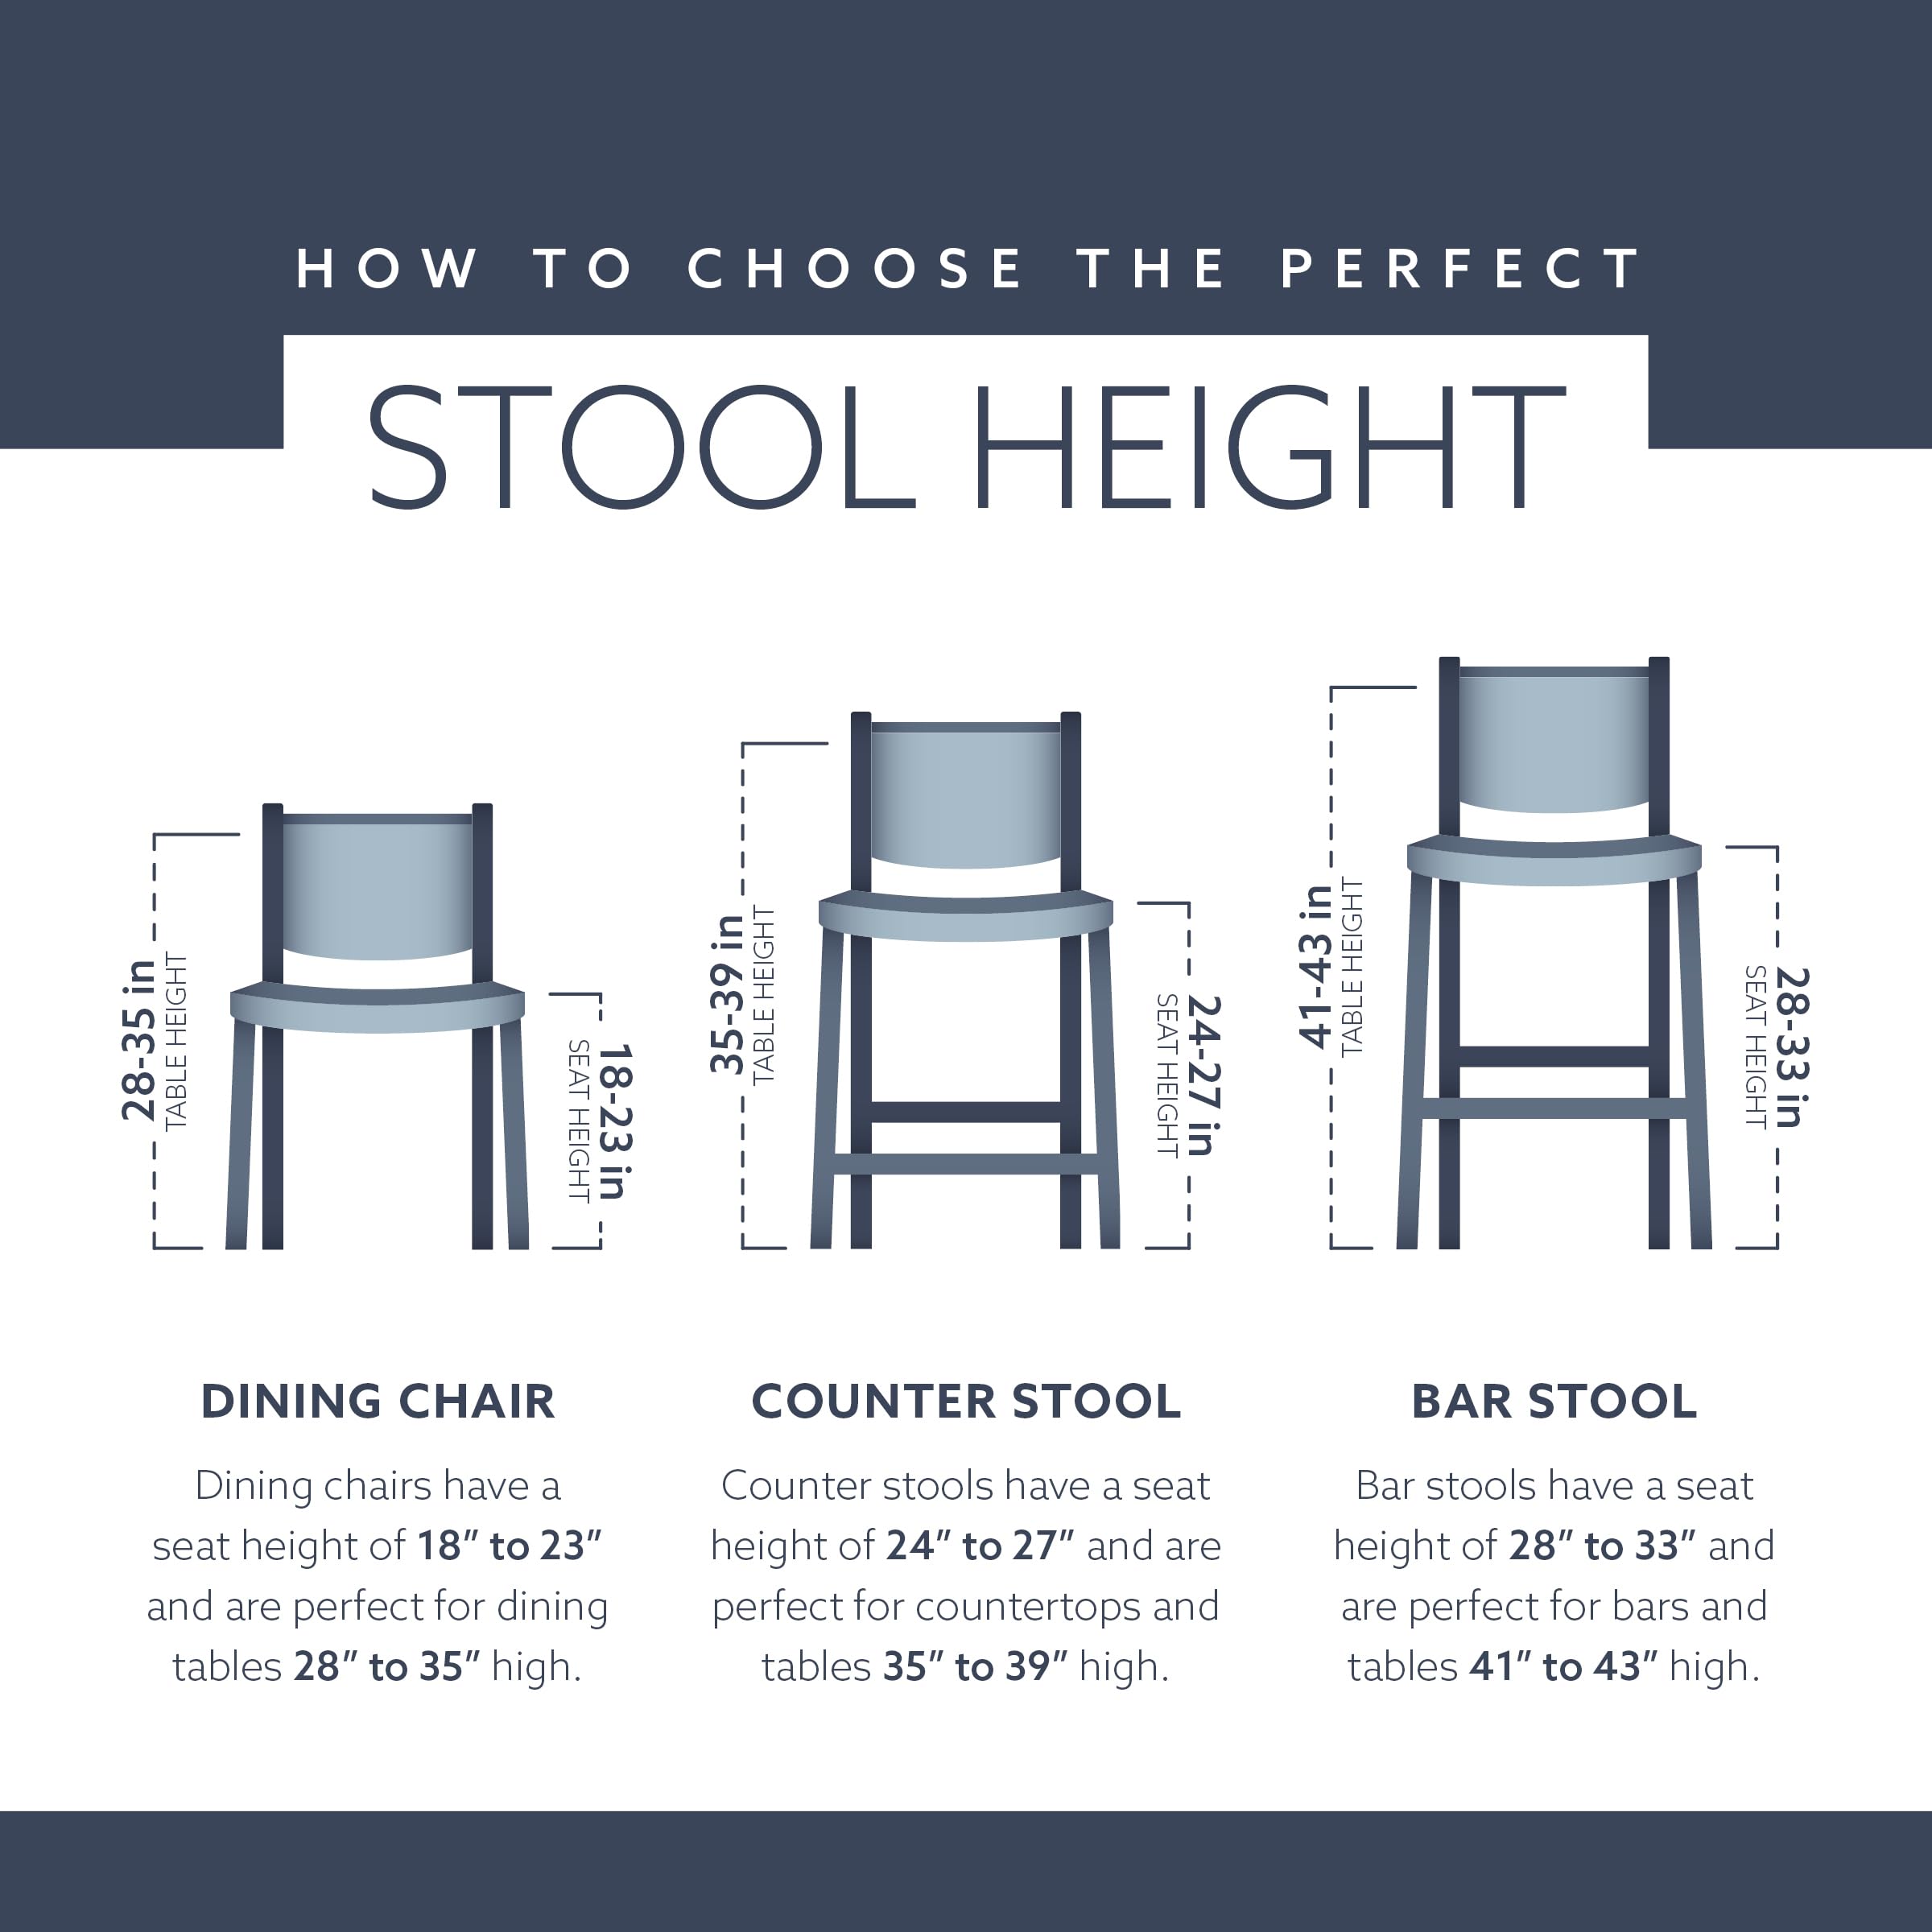 HOW TO CHOOSE THE PERFECT
STOOL HEIGHT
28-35 in
TABLE HEIGHT
18-23 in
SEAT HEIGHT
35-39 in
TABLE HEIGHT
24-27 in
SEAT HEIGHT
41-43 in
TABLE HEIGHT
28-33 in
SEAT HEIGHT
DINING CHAIR
Dining chairs have a
seat height of 18” to 23”
and are perfect for dining
tables 28” to 35” high.
COUNTER STOOL
Counter stools have a seat
height of 24” to 27” and are
perfect for countertops and
tables 35” to 39” high.
BAR STOOL
Bar stools have a seat
height of 28” to 33” and
are perfect for bars and
tables 41” to 43” high.